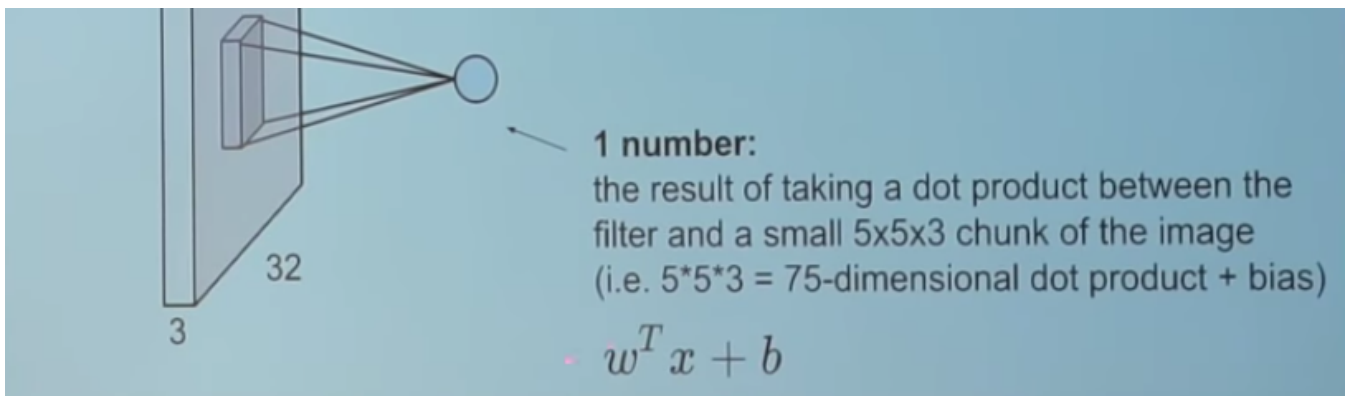 1 number:
the result of taking a dot product between the
filter and a small 5x5x3 chunk of the image
(i.e. 5*5*3 = 75-dimensional dot product + bias)
32
3
w^T x + b